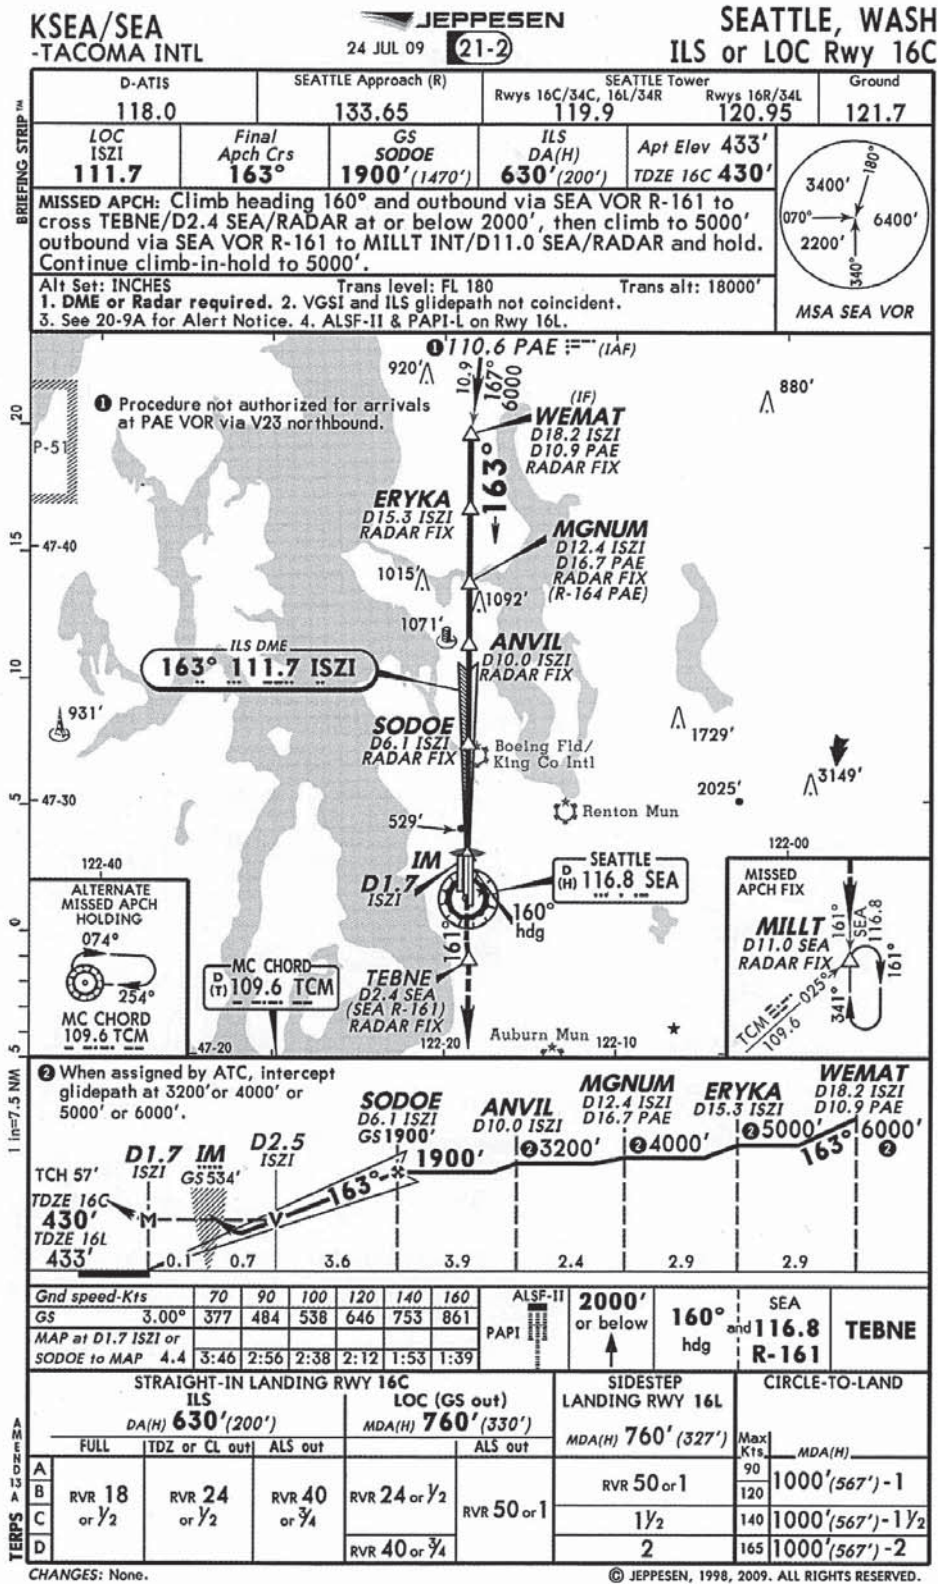 KSEA/SEA
-TACOMA INTL
JEPPESEN
24 JUL 09
21-2
SEATTLE, WASH
ILS or LOC Rwy 16C
BRIEFING STRIP™
D-ATIS
118.0
SEATTLE Approach (R)
133.65
SEATTLE Tower
Rwys 16C/34C, 16L/34R
119.9
Rwys 16R/34L
120.95
Ground
121.7
LOC
ISZI
111.7
Final
Apch Crs
163°
GS
SODOE
1900' (1470')
ILS
DA(H)
630' (200')
Apt Elev 433'
TDZE 16C 430'
MISSED APCH: Climb heading 160° and outbound via SEA VOR R-161 to
cross TEBNE/D2.4 SEA/RADAR at or below 2000', then climb to 5000'
outbound via SEA VOR R-161 to MILLT INT/D11.0 SEA/RADAR and hold.
Continue climb-in-hold to 5000'.
Alt Set: INCHES Trans level: FL 180 Trans alt: 18000'
1. DME or Radar required. 2. VGSI and ILS glidepath not coincident.
3. See 20-9A for Alert Notice. 4. ALSF-II & PAPI-L on Rwy 16L.
3400'
180°
070°
6400'
2200'
340°
MSA SEA VOR
1 110.6 PAE (IAF)
920'
10.9
167°
6000
880'
1 Procedure not authorized for arrivals
at PAE VOR via V23 northbound.
P-51
(IF)
WEMAT
D18.2 ISZI
D10.9 PAE
RADAR FIX
163°
ERYKA
D15.3 ISZI
RADAR FIX
MGNUM
D12.4 ISZI
D16.7 PAE
RADAR FIX
(R-164 PAE)
20
15
10
5
0
5
47-40
1015'
1092'
1071'
ILS DME
163° 111.7 ISZI
ANVIL
D10.0 ISZI
RADAR FIX
931'
SODOE
D6.1 ISZI
RADAR FIX
Boeing Fld/
King Co Intl
1729'
3149'
2025'
47-30
Renton Mun
529'
IM
D1.7
ISZI
SEATTLE
D
(H) 116.8 SEA
160°
hdg
161°
122-40
ALTERNATE
MISSED APCH
HOLDING
074°
254°
MC CHORD
109.6 TCM
MC CHORD
D
(T) 109.6 TCM
TEBNE
D2.4 SEA
(SEA R-161)
RADAR FIX
122-00
MISSED
APCH FIX
MILLT
D11.0 SEA
RADAR FIX
161°
SEA
116.8
161°
341°
TCM 025°
109.6
47-20
122-20
Auburn Mun
122-10
1 in=7.5 NM
2 When assigned by ATC, intercept
glidepath at 3200' or 4000' or
5000' or 6000'.
SODOE
D6.1 ISZI
GS 1900'
ANVIL
D10.0 ISZI
MGNUM
D12.4 ISZI
D16.7 PAE
ERYKA
D15.3 ISZI
WEMAT
D18.2 ISZI
D10.9 PAE
D1.7
ISZI
IM
GS 534'
D2.5
ISZI
1900'
2 3200'
2 4000'
2 5000'
163°
6000'
2
TCH 57'
TDZE 16C
430'
TDZE 16L
433'
M
V
163°
0.1 0.7 3.6 3.9 2.4 2.9 2.9
Gnd speed-Kts 70 90 100 120 140 160
GS 3.00° 377 484 538 646 753 861
MAP at D1.7 ISZI or
SODOE to MAP 4.4 3:46 2:56 2:38 2:12 1:53 1:39
ALSF-II
PAPI
2000'
or below
160°
hdg
and
SEA
116.8
R-161
TEBNE
STRAIGHT-IN LANDING RWY 16C
ILS
DA(H) 630' (200')
LOC (GS out)
MDA(H) 760' (330')
SIDESTEP
LANDING RWY 16L
MDA(H) 760' (327')
CIRCLE-TO-LAND
FULL
TDZ or CL out
ALS out
ALS out
Max
Kts
MDA(H)
A
B
C
D
RVR 18
or 1/2
RVR 24
or 1/2
RVR 40
or 3/4
RVR 24 or 1/2
RVR 40 or 3/4
RVR 50 or 1
RVR 50 or 1
1 1/2
2
90
120
1000' (567') - 1
140
1000' (567') - 1 1/2
165
1000' (567') - 2
AMEND 13A
TERPS
CHANGES: None.
© JEPPESEN, 1998, 2009. ALL RIGHTS RESERVED.